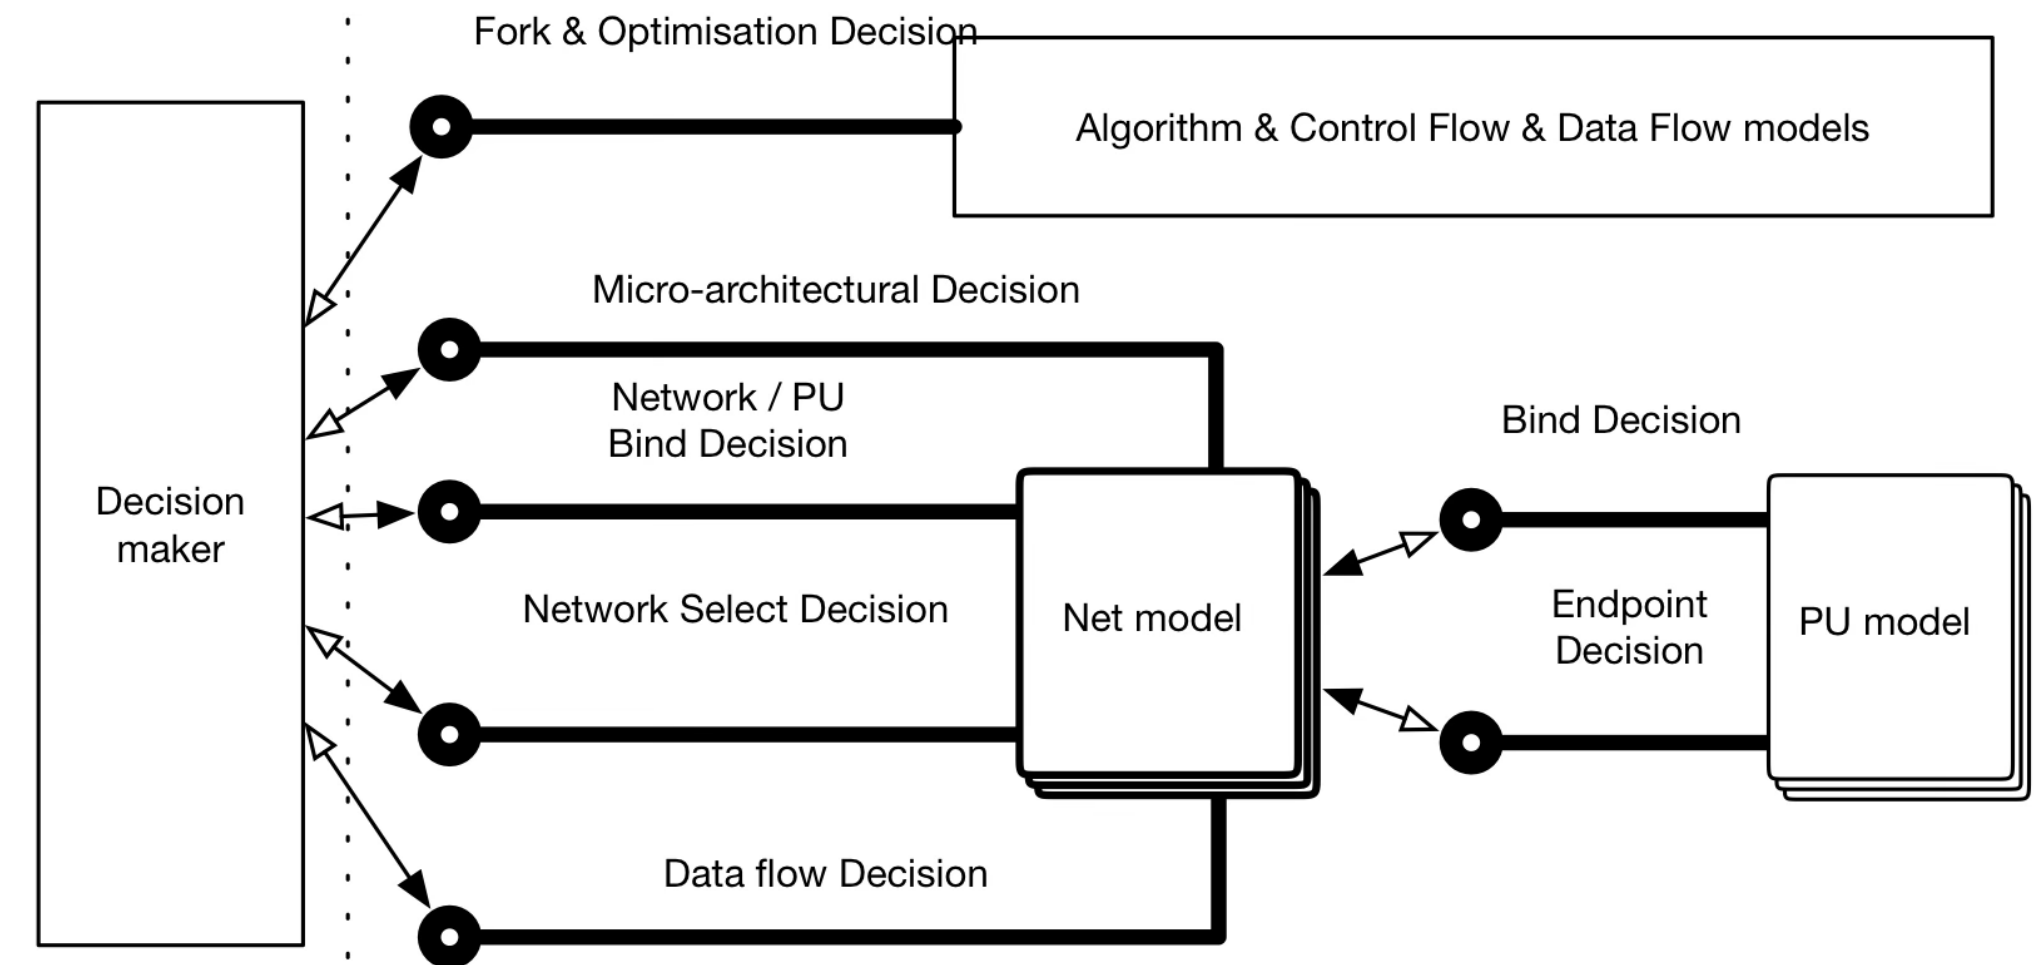 Fork & Optimisation Decision
Algorithm & Control Flow & Data Flow models
Micro-architectural Decision
Network / PU
Bind Decision
Bind Decision
Decision
maker
Network Select Decision
Net model
Endpoint
Decision
PU model
Data flow Decision